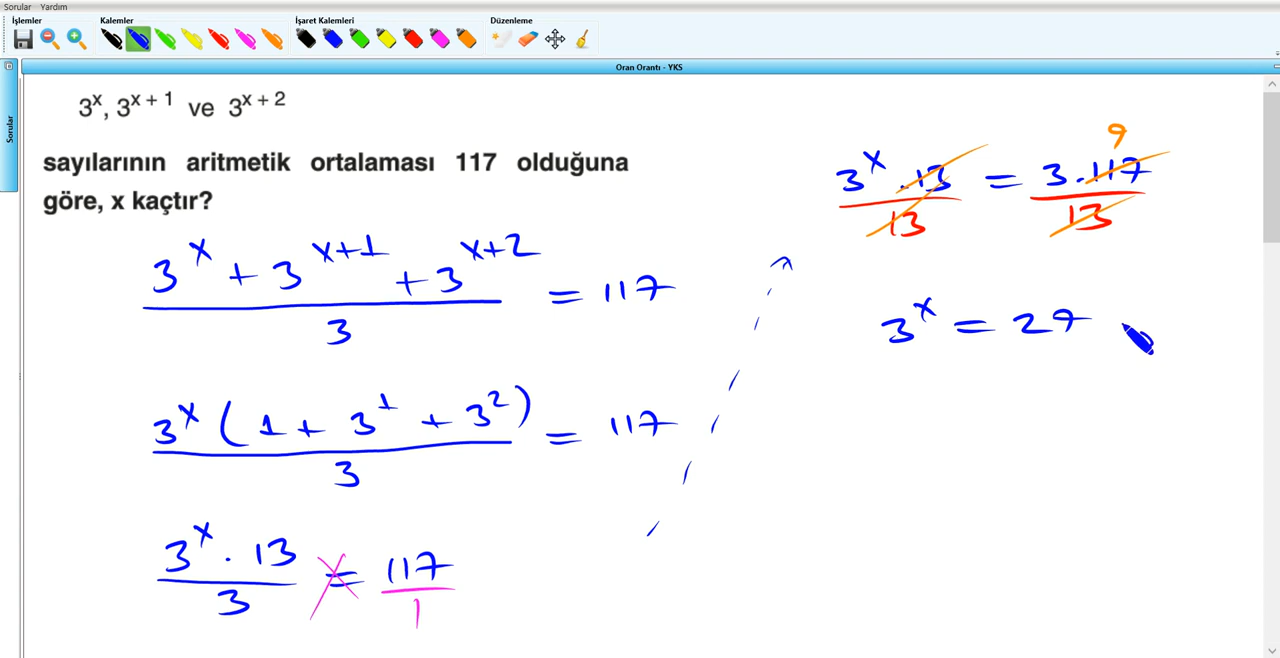 Sorular Yardım
İşlemler Kalemler İşaret Kalemleri Düzenleme
Oran Orantı - YKS
Sorular
3^x, 3^(x + 1) ve 3^(x + 2)
sayılarının aritmetik ortalaması 117 olduğuna
göre, x kaçtır?
(3^x + 3^(x+1) + 3^(x+2)) / 3 = 117
3^x (1 + 3^1 + 3^2) / 3 = 117
3^x . 13 / 3 = 117 / 1
9
3^x . 13 / 13 = 3 . 117 / 13
3^x = 27